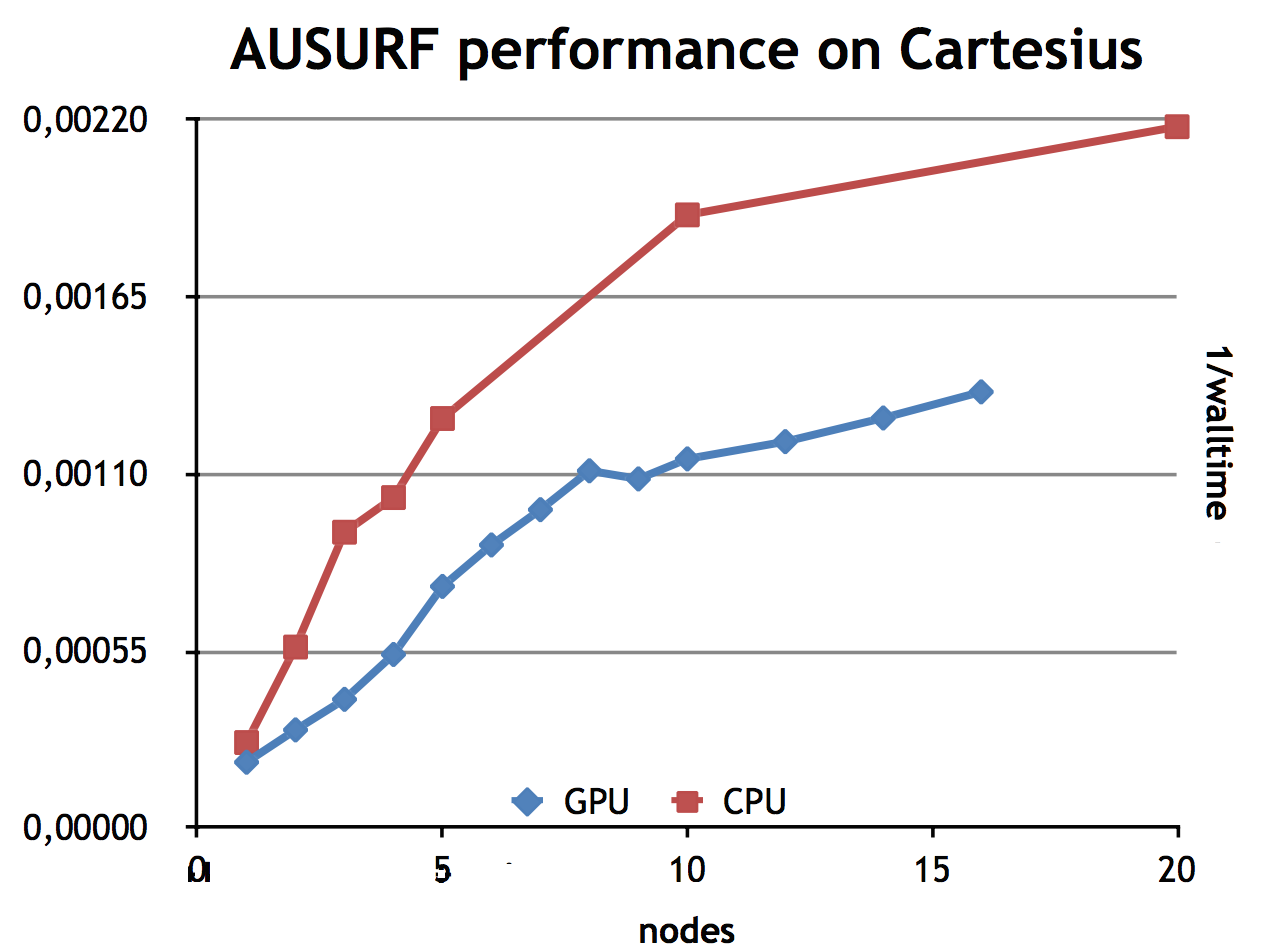 AUSURF performance on Cartesius
0,00220
0,00165
0,00110
0,00055
0,00000
0 5 10 15 20
nodes
1/walltime
GPU CPU